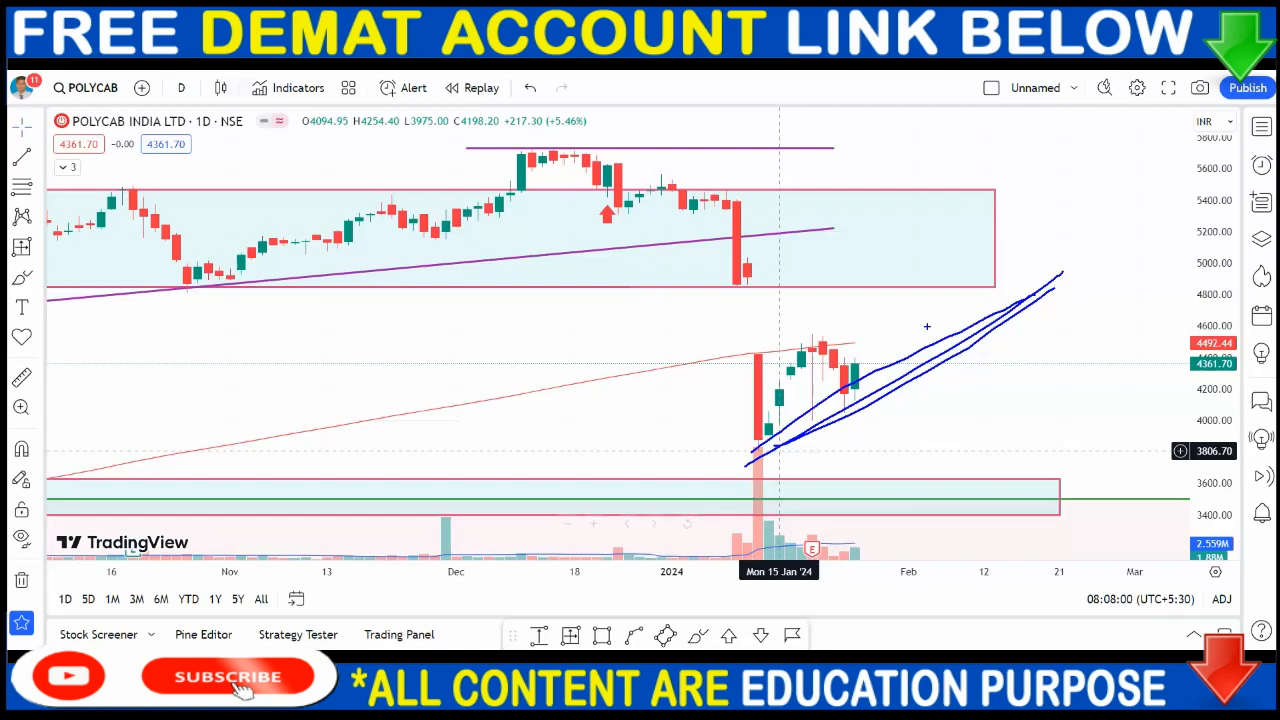 FREE DEMAT ACCOUNT LINK BELOW
11
POLYCAB
D
Indicators
Alert
Replay
Unnamed
Publish
POLYCAB INDIA LTD · 1D · NSE
O4094.95 H4254.40 L3975.00 C4198.20 +217.30 (+5.46%)
INR
4361.70
-0.00
4361.70
3
5800.00
5600.00
5400.00
5200.00
5000.00
4800.00
4600.00
4492.44
4361.70
4200.00
4000.00
3806.70
3600.00
3400.00
2.559M
1.88M
E
TradingView
16
Nov
13
Dec
18
2024
Mon 15 Jan '24
Feb
12
21
Mar
1D
5D
1M
3M
6M
YTD
1Y
5Y
All
08:08:00 (UTC+5:30)
ADJ
Stock Screener
Pine Editor
Strategy Tester
Trading Panel
SUBSCRIBE
*ALL CONTENT ARE EDUCATION PURPOSE